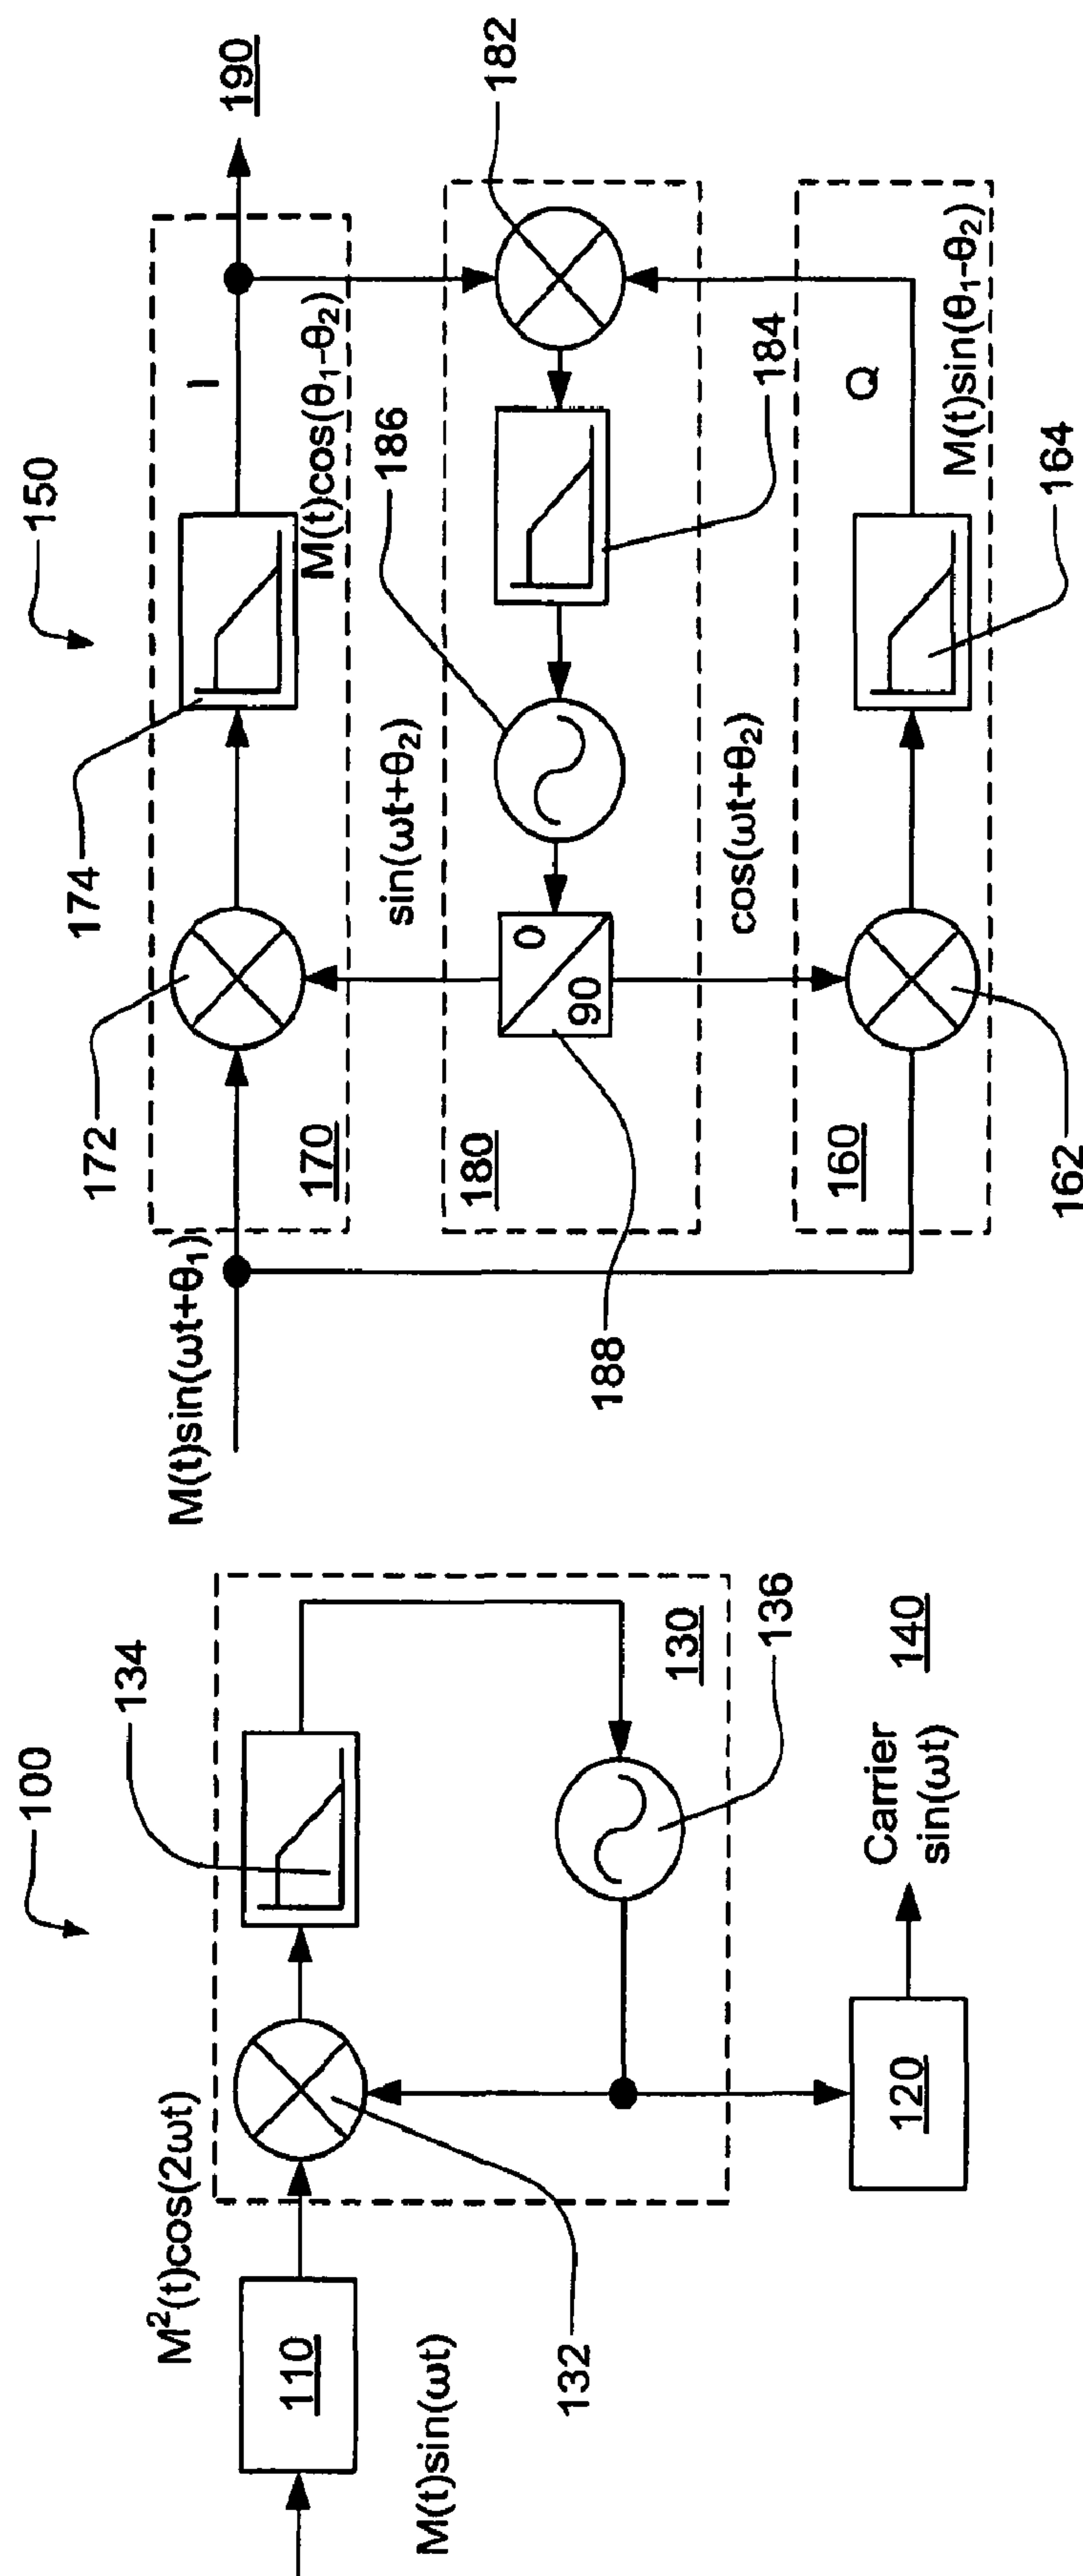 100
134
M²(t)cos(2ωt)
110
M(t)sin(ωt)
132
130
136
120
Carrier
sin(ωt)
140
150
M(t)sin(ωt+θ₁)
172
174
I
M(t)cos(θ₁-θ₂)
190
170
sin(ωt+θ₂)
186
182
180
0
90
188
184
cos(ωt+θ₂)
160
Q
M(t)sin(θ₁-θ₂)
162
164